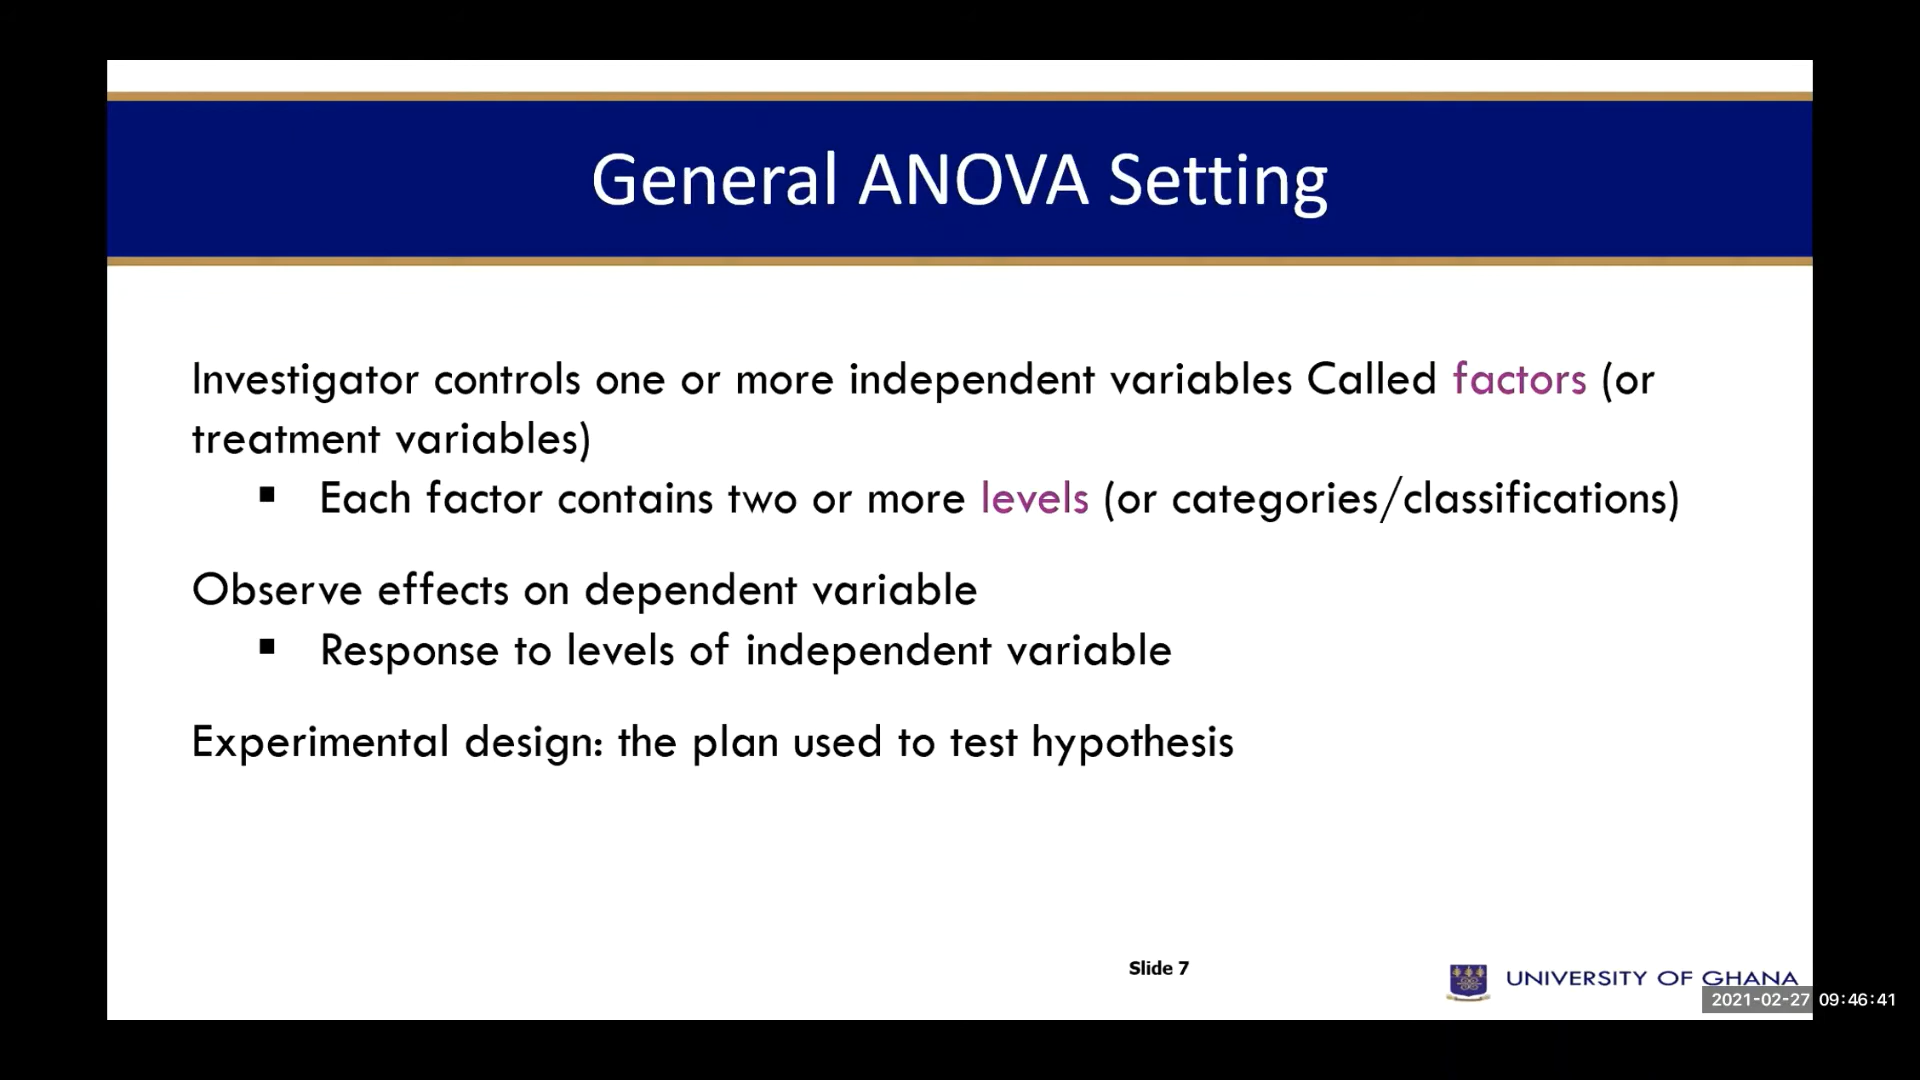 General ANOVA Setting
Investigator controls one or more independent variables Called factors (or
treatment variables)
▪ Each factor contains two or more levels (or categories/classifications)
Observe effects on dependent variable
▪ Response to levels of independent variable
Experimental design: the plan used to test hypothesis
Slide 7
UNIVERSITY OF GHANA
2021-02-27 09:46:41